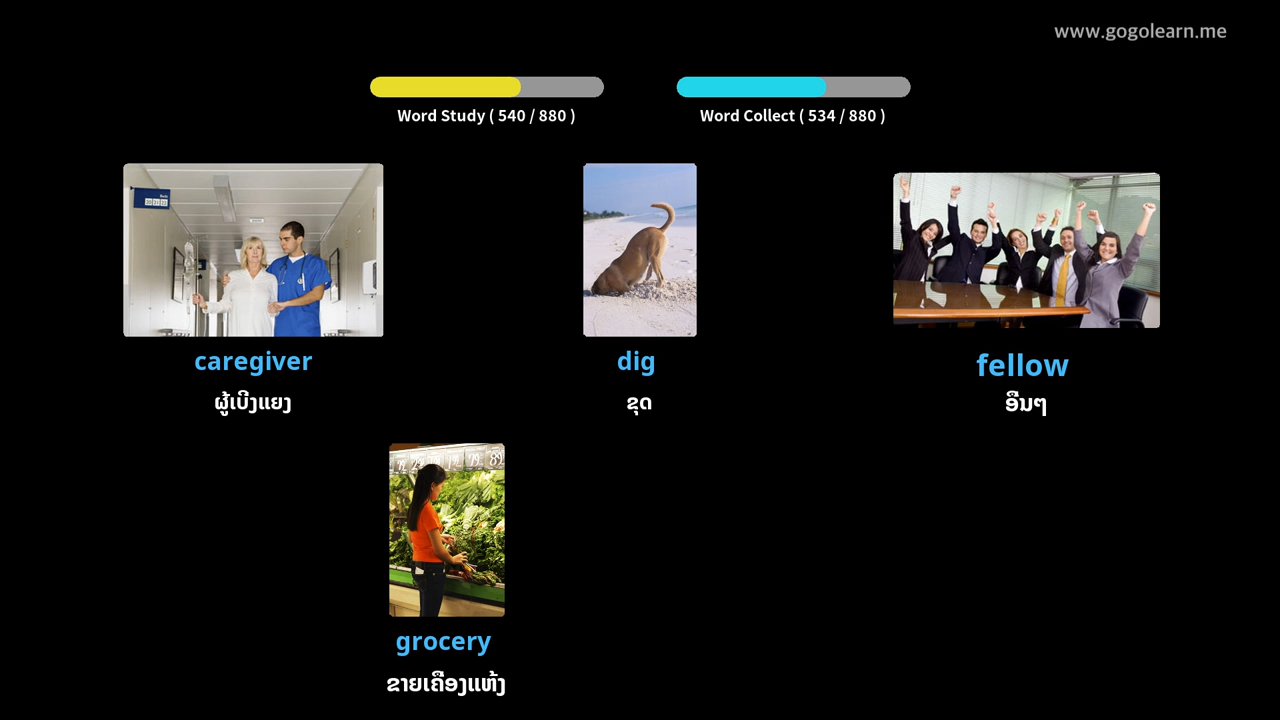 www.gogolearn.me
Word Study ( 540 / 880 )
Word Collect ( 534 / 880 )
caregiver
ຜູ້ເບິ່ງແຍງ
dig
ຂຸດ
fellow
ອື່ນໆ
grocery
ຂາຍເຄື່ອງແຫ້ງ